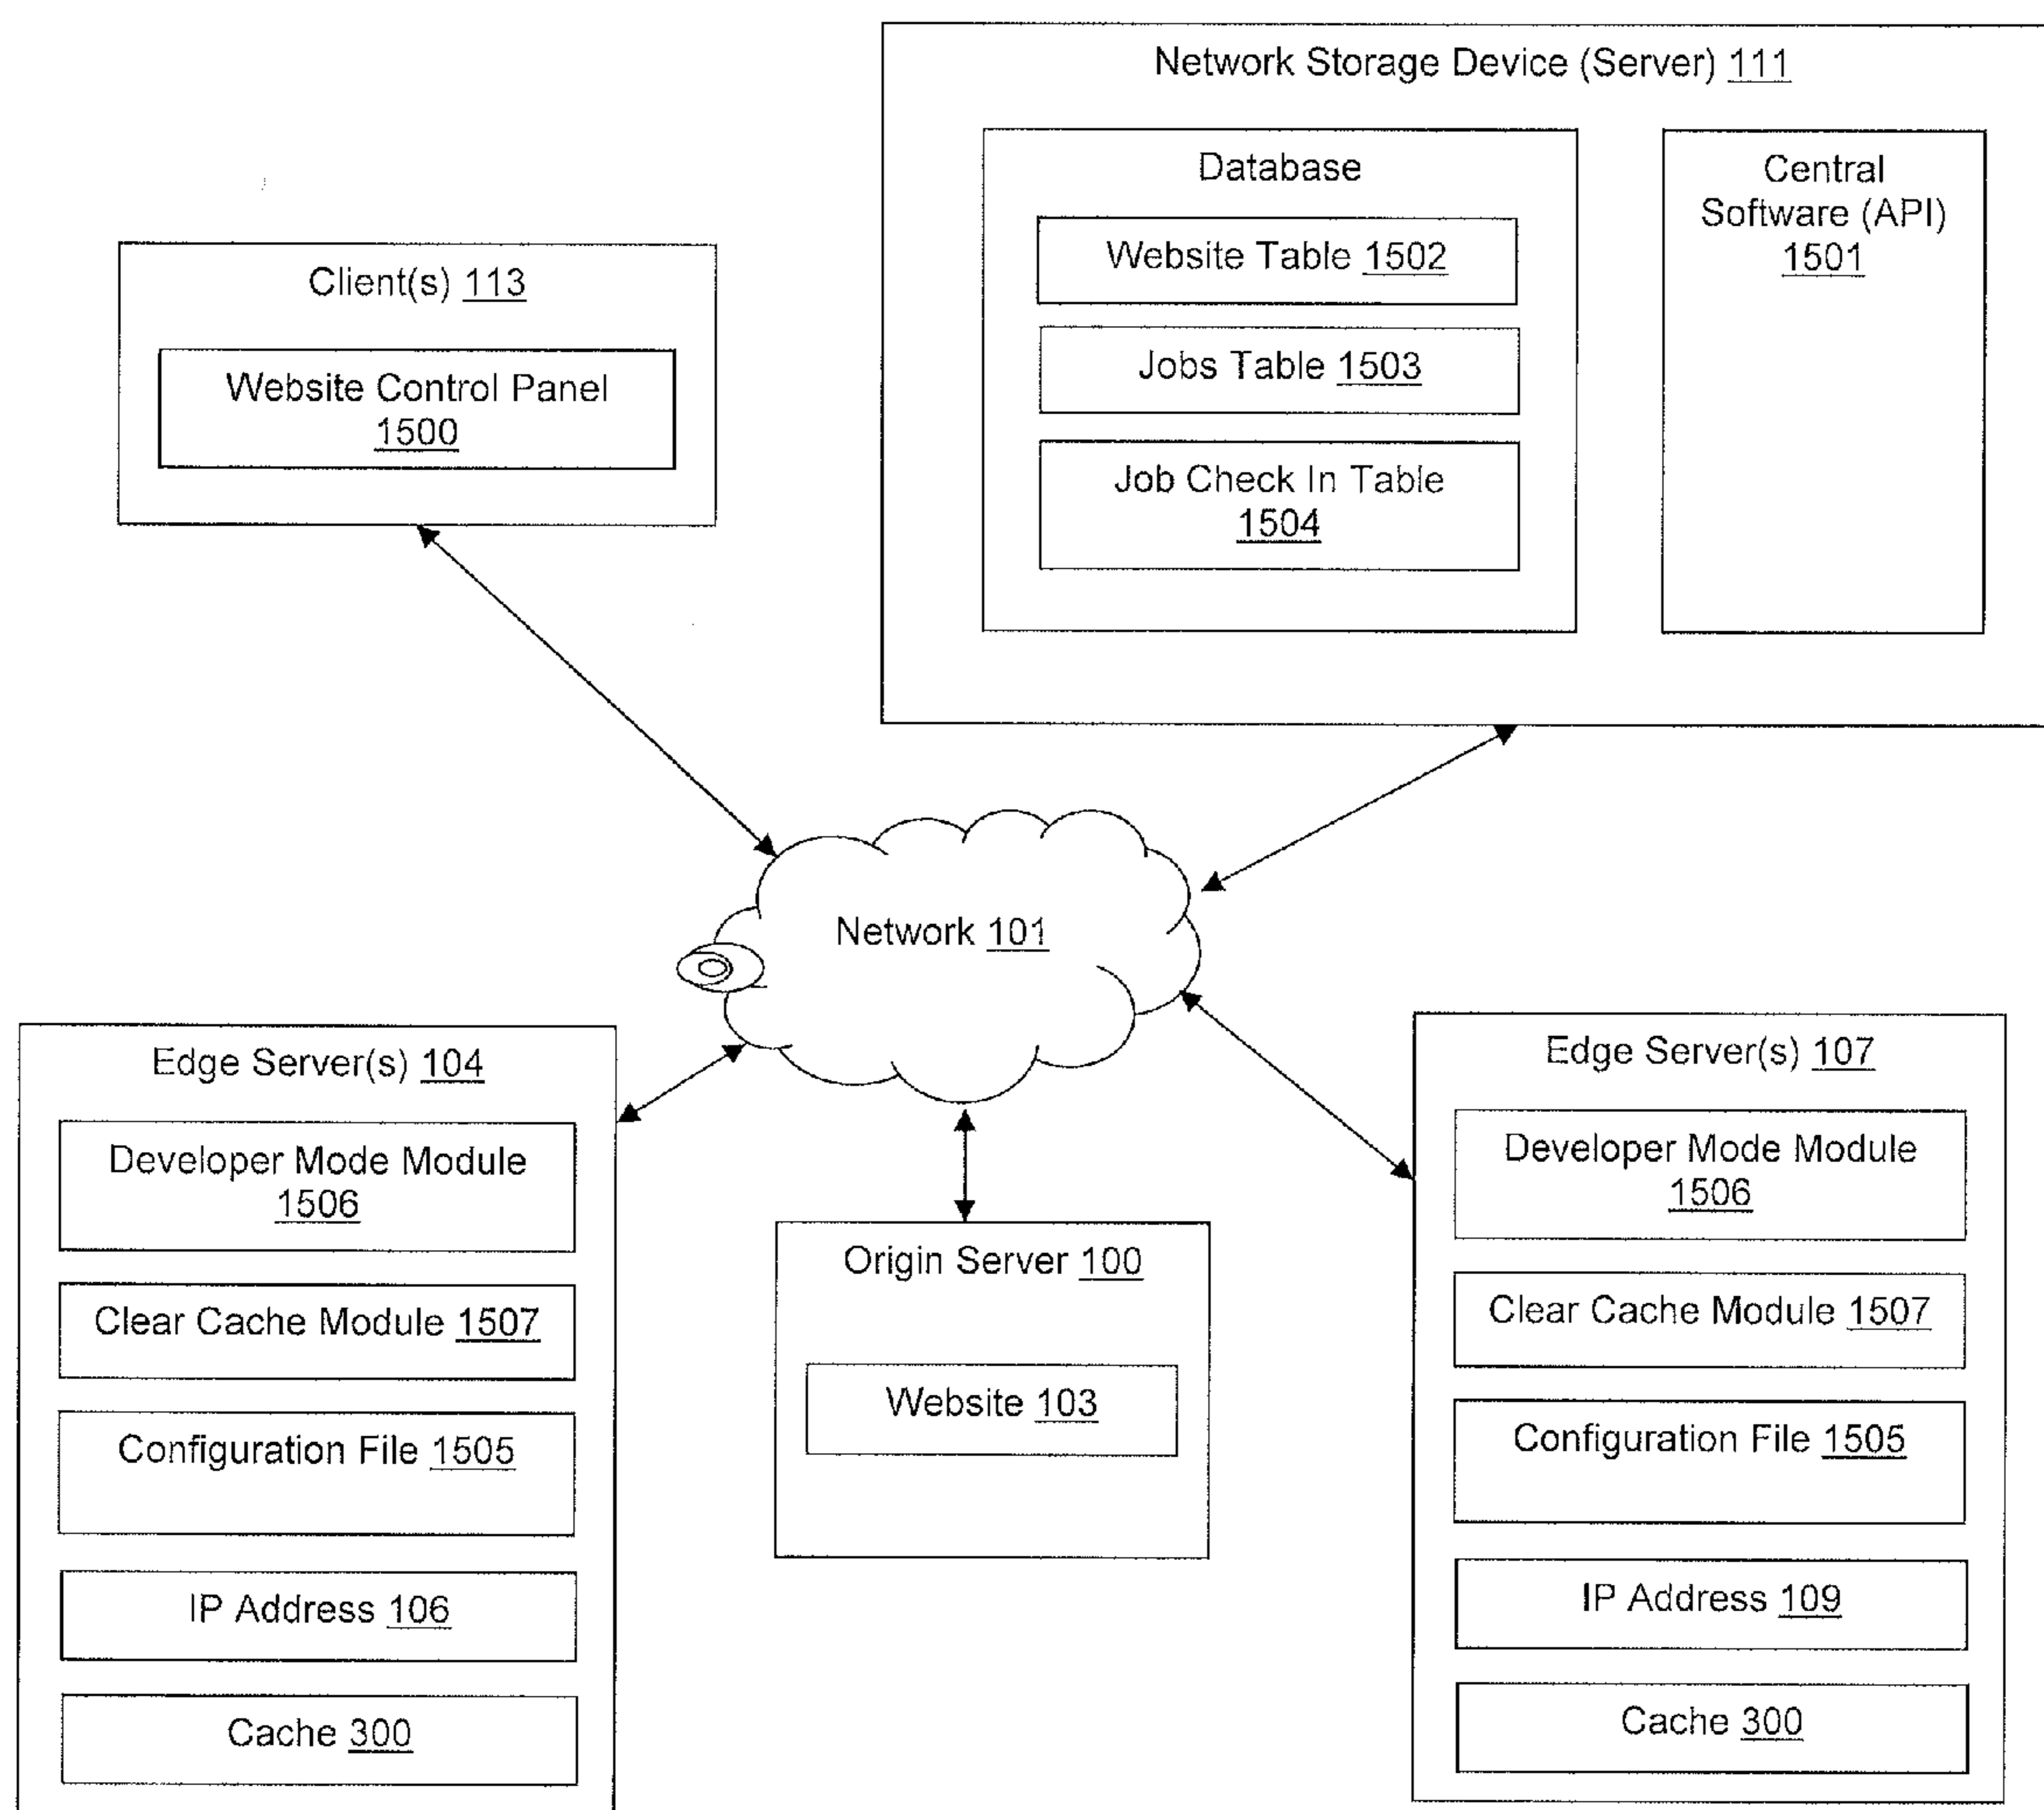 Network Storage Device (Server) 111
Database
Website Table 1502
Jobs Table 1503
Job Check In Table
1504
Central
Software (API)
1501
Client(s) 113
Website Control Panel
1500
Network 101
Edge Server(s) 104
Developer Mode Module
1506
Clear Cache Module 1507
Configuration File 1505
IP Address 106
Cache 300
Origin Server 100
Website 103
Edge Server(s) 107
Developer Mode Module
1506
Clear Cache Module 1507
Configuration File 1505
IP Address 109
Cache 300